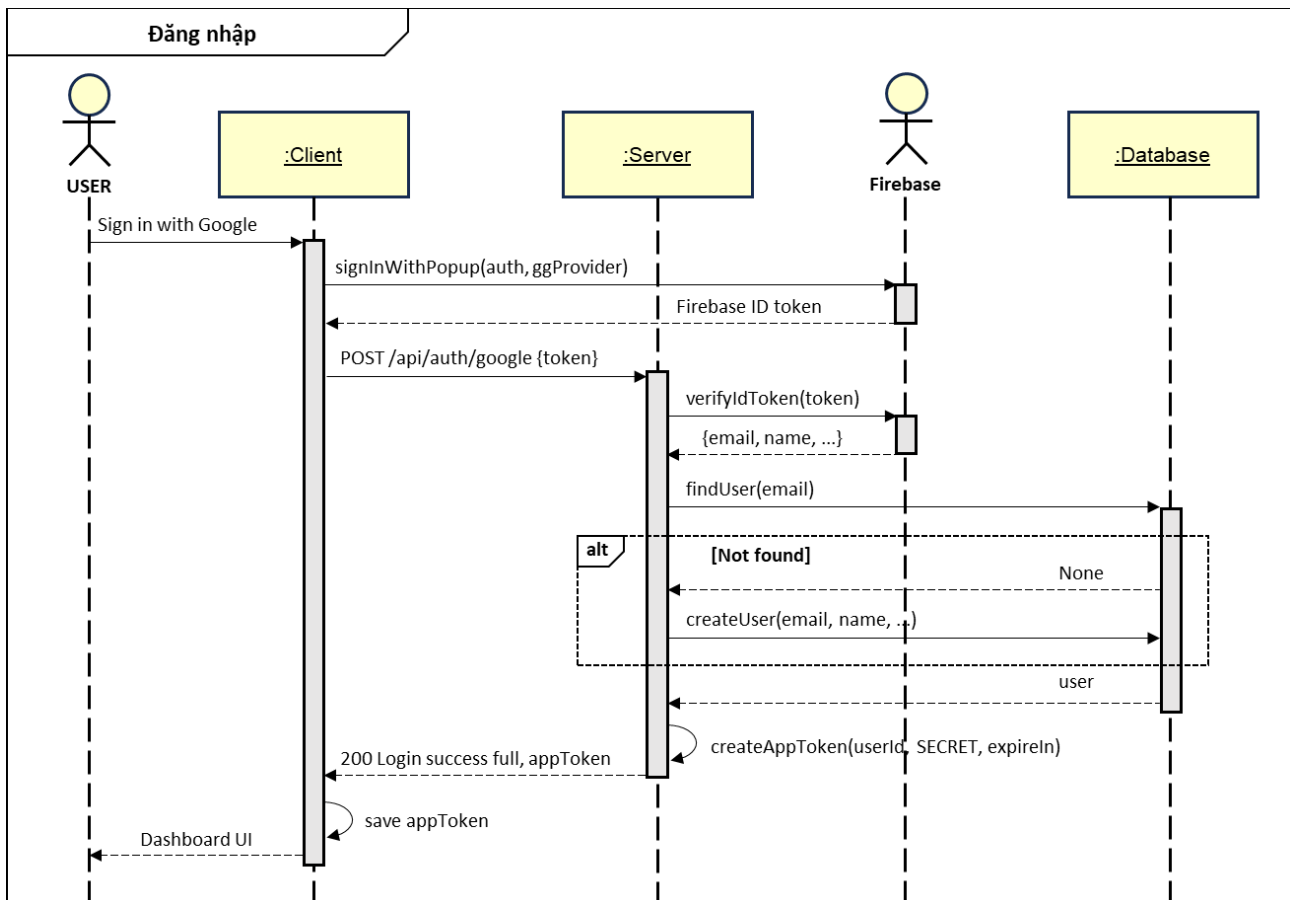 Đăng nhập
USER
:Client
:Server
Firebase
:Database
Sign in with Google
signInWithPopup(auth, ggProvider)
Firebase ID token
POST /api/auth/google {token}
verifyIdToken(token)
{email, name, ...}
findUser(email)
alt
[Not found]
None
createUser(email, name, ...)
user
createAppToken(userId, SECRET, expireIn)
200 Login success full, appToken
save appToken
Dashboard UI